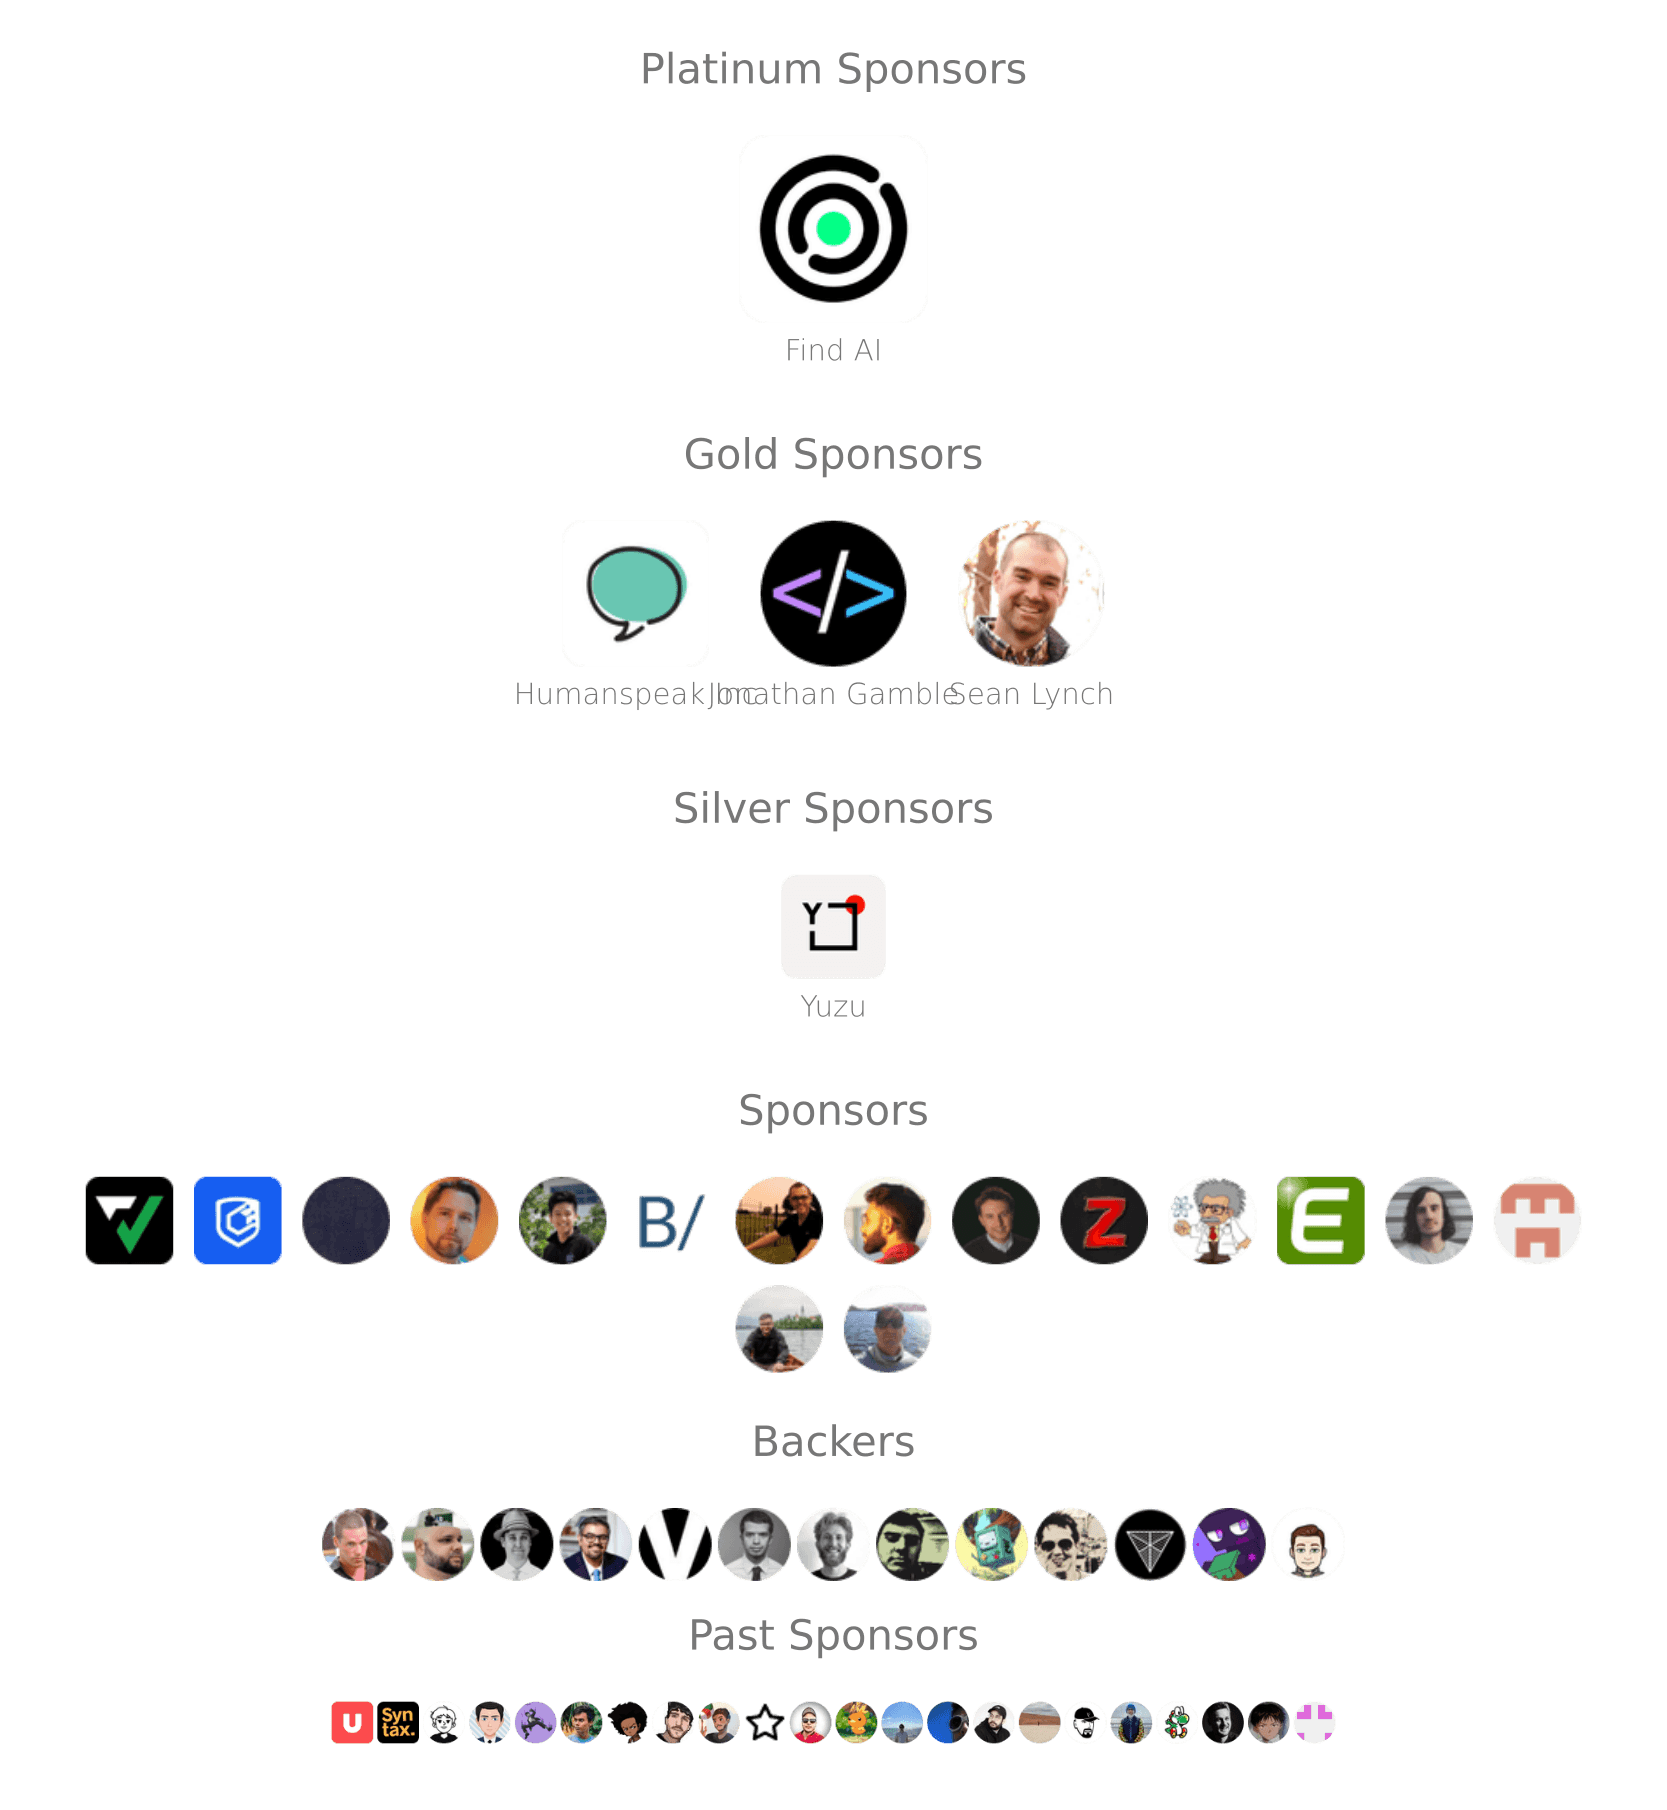 Platinum Sponsors
Find AI
Gold Sponsors
Humanspeak Inc
Jonathan Gamble
Sean Lynch
Silver Sponsors
Y
Yuzu
Sponsors
B/
Z
E
Backers
V
Past Sponsors
U
Syn
tax.